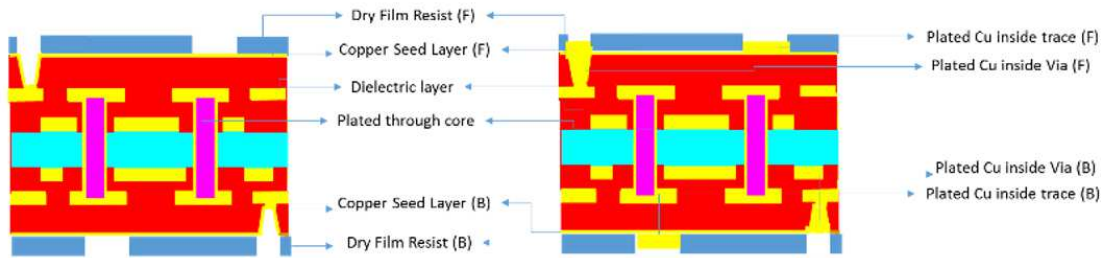 Dry Film Resist (F)
Copper Seed Layer (F)
Dielectric layer
Plated through core
Copper Seed Layer (B)
Dry Film Resist (B)
Plated Cu inside trace (F)
Plated Cu inside Via (F)
Plated Cu inside Via (B)
Plated Cu inside trace (B)